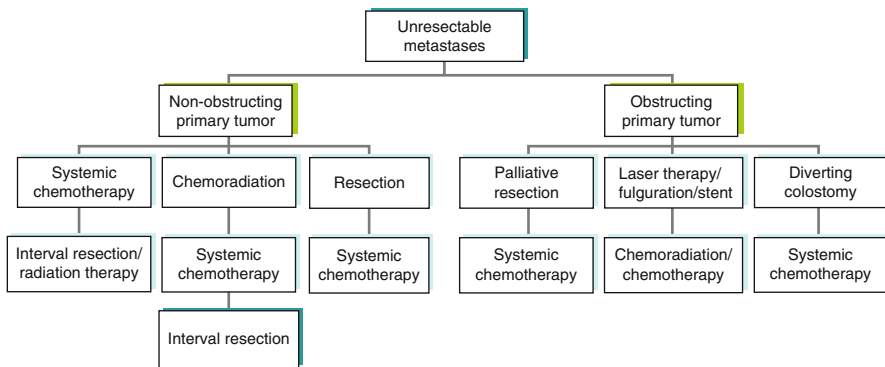 Unresectable
metastases
Non-obstructing
primary tumor
Obstructing
primary tumor
Systemic
chemotherapy
Chemoradiation
Resection
Palliative
resection
Laser therapy/
fulguration/stent
Diverting
colostomy
Interval resection/
radiation therapy
Systemic
chemotherapy
Systemic
chemotherapy
Systemic
chemotherapy
Chemoradiation/
chemotherapy
Systemic
chemotherapy
Interval resection